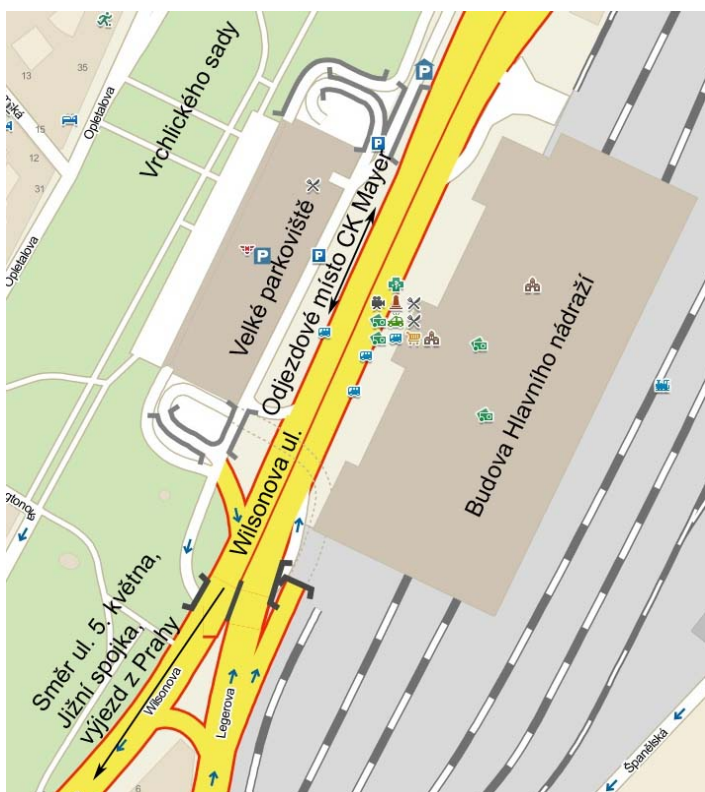 Vrchlického sady
13
35
Opletalova
15
12
31
Opletalova
P
P
P
P
Velké parkoviště
Odjezdové místo CK Mayer
Budova Hlavního nádraží
Wilsonova ul.
Směr ul. 5. května,
Jižní spojka,
výjezd z Prahy
Wilsonova
Legerova
Španělská
6